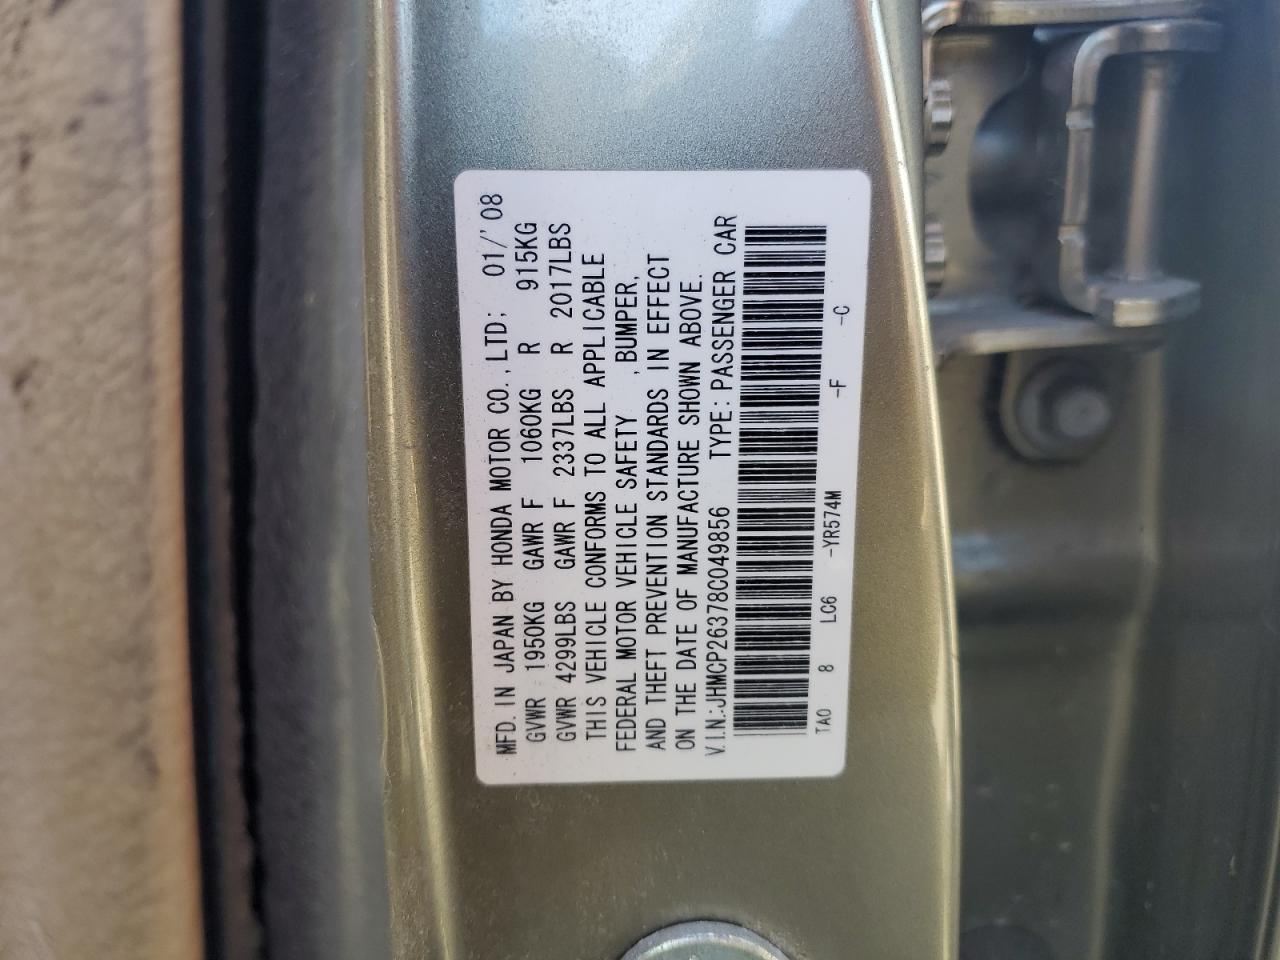 MFD. IN JAPAN BY HONDA MOTOR CO., LTD; 01/'08
GVWR 1950KG GAWR F 1060KG R 915KG
GVWR 4299LBS GAWR F 2337LBS R 2017LBS
THIS VEHICLE CONFORMS TO ALL APPLICABLE
FEDERAL MOTOR VEHICLE SAFETY , BUMPER,
AND THEFT PREVENTION STANDARDS IN EFFECT
ON THE DATE OF MANUFACTURE SHOWN ABOVE.
V.I.N.:JHMCP26378C049856 TYPE: PASSENGER CAR
TA0 8 LC6 -YR574M -F -C